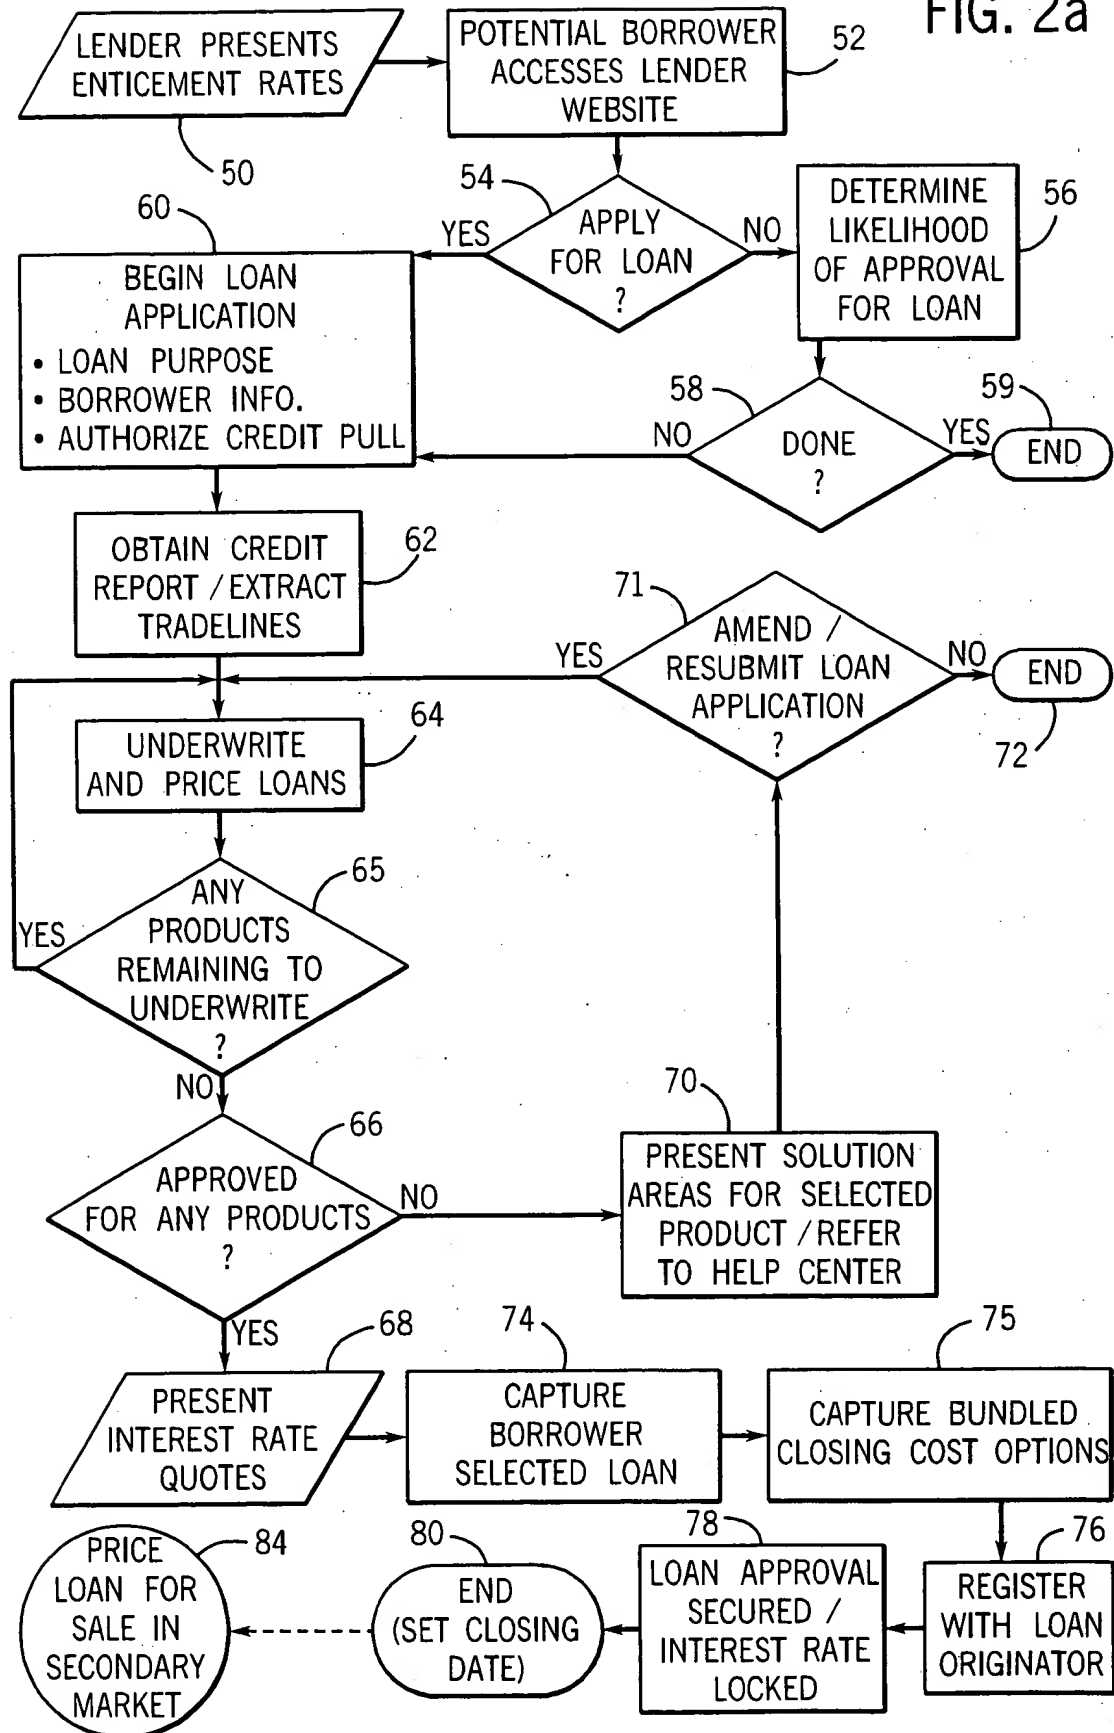 FIG. 2a
LENDER PRESENTS
ENTICEMENT RATES
50
POTENTIAL BORROWER
ACCESSES LENDER
WEBSITE
52
54
APPLY
FOR LOAN
?
YES
NO
DETERMINE
LIKELIHOOD
OF APPROVAL
FOR LOAN
56
60
BEGIN LOAN
APPLICATION
• LOAN PURPOSE
• BORROWER INFO.
• AUTHORIZE CREDIT PULL
58
DONE
?
NO
YES
59
END
OBTAIN CREDIT
REPORT / EXTRACT
TRADELINES
62
71
AMEND /
RESUBMIT LOAN
APPLICATION
?
YES
NO
END
72
UNDERWRITE
AND PRICE LOANS
64
ANY
PRODUCTS
REMAINING TO
UNDERWRITE
?
65
YES
NO
APPROVED
FOR ANY PRODUCTS
?
66
NO
YES
70
PRESENT SOLUTION
AREAS FOR SELECTED
PRODUCT / REFER
TO HELP CENTER
PRESENT
INTEREST RATE
QUOTES
68
74
CAPTURE
BORROWER
SELECTED LOAN
75
CAPTURE BUNDLED
CLOSING COST OPTIONS
76
REGISTER
WITH LOAN
ORIGINATOR
78
LOAN APPROVAL
SECURED /
INTEREST RATE
LOCKED
80
END
(SET CLOSING
DATE)
84
PRICE
LOAN FOR
SALE IN
SECONDARY
MARKET